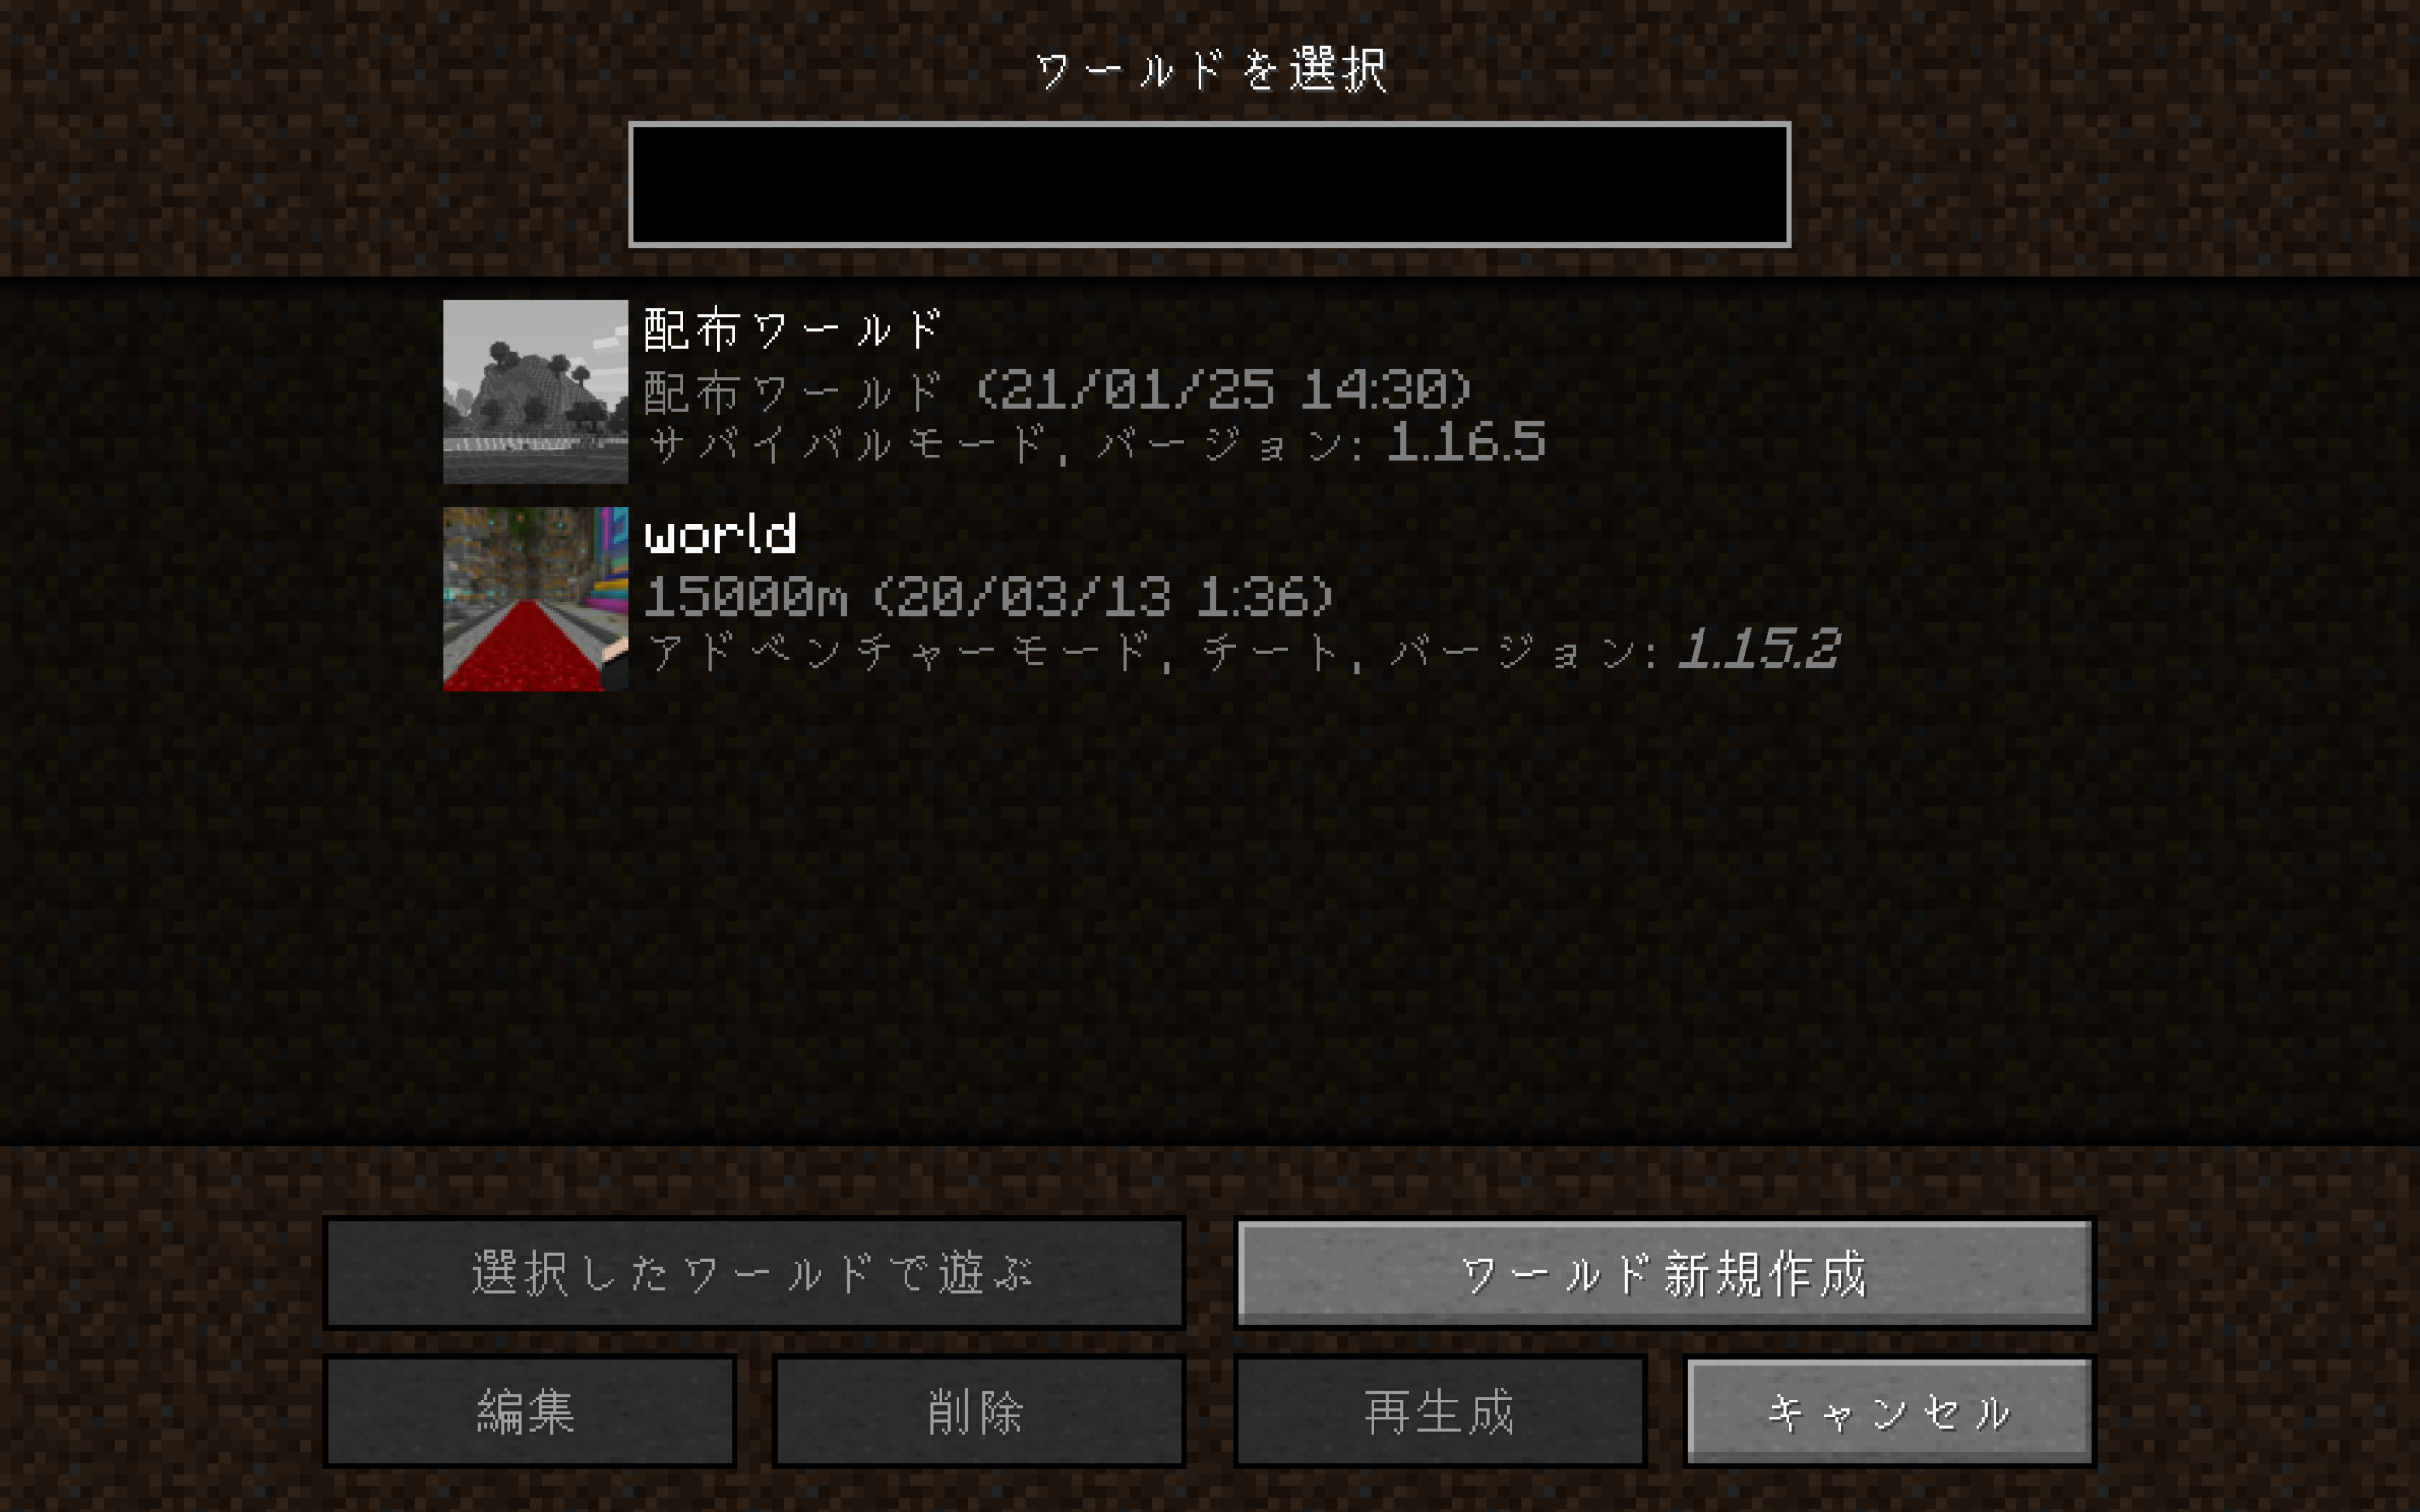 ワールドを選択
配布ワールド
配布ワールド (21/01/25 14:30)
サバイバルモード, バージョン: 1.16.5
world
15000m (20/03/13 1:36)
アドベンチャーモード, チート, バージョン: 1.15.2
選択したワールドで遊ぶ
ワールド新規作成
編集
削除
再生成
キャンセル